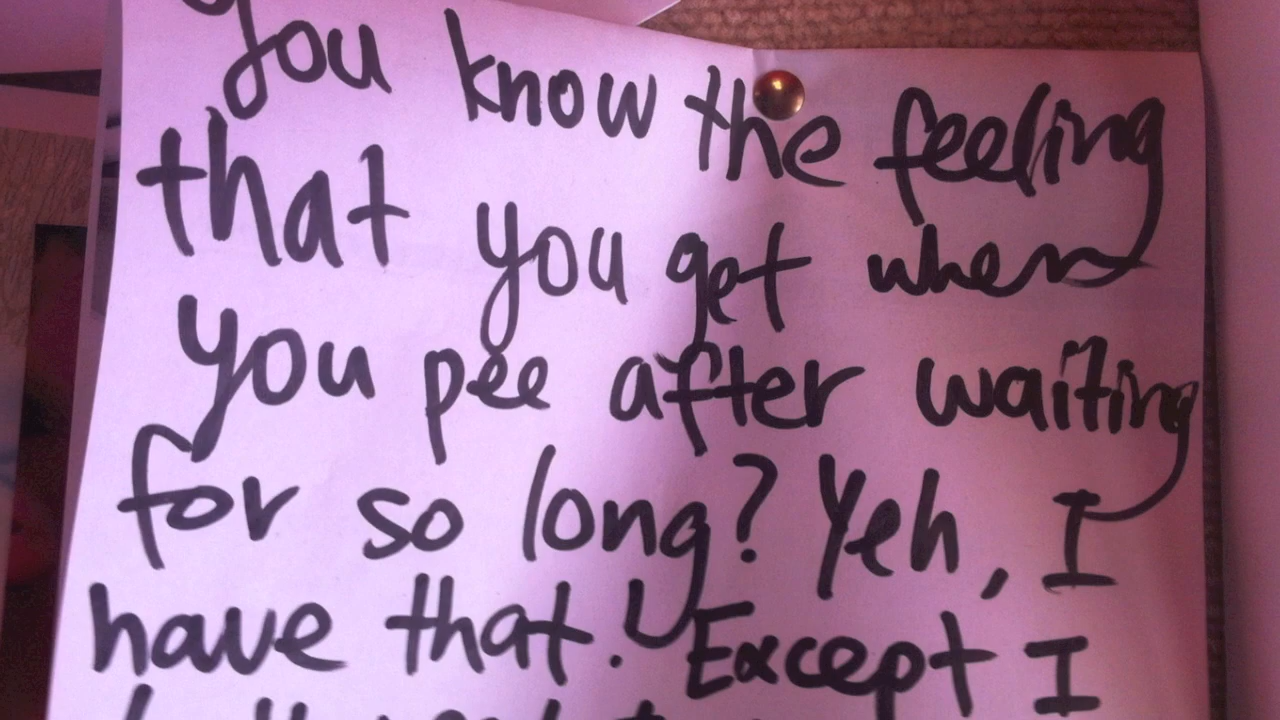 You know the feeling
that you get when
you pee after waiting
for so long? Yeh, I
have that! Except I